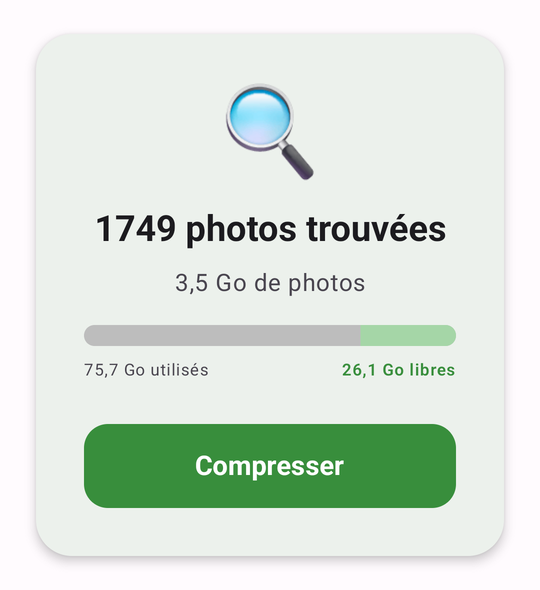 1749 photos trouvées
3,5 Go de photos
75,7 Go utilisés
26,1 Go libres
Compresser